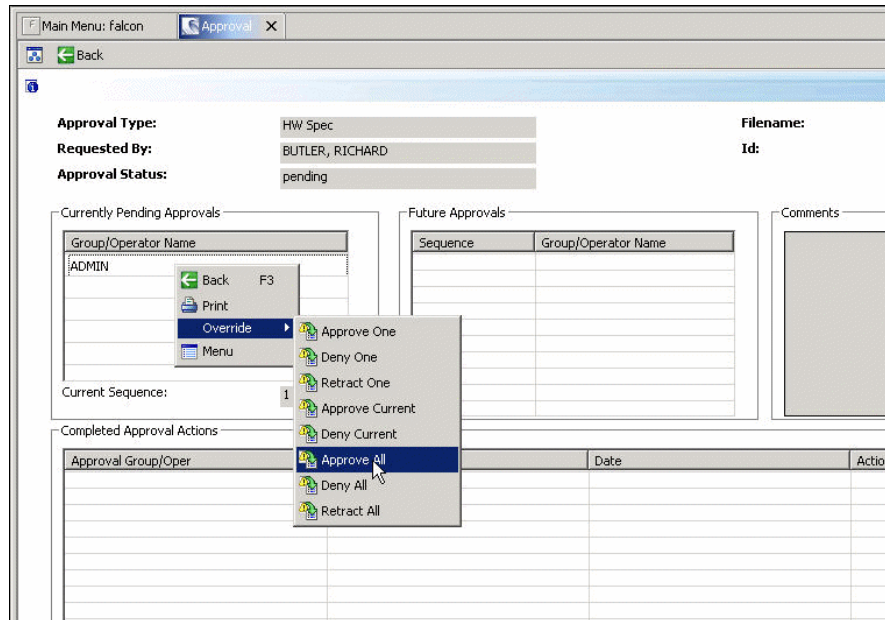 Main Menu: falcon
Approval
Back
Approval Type:
HW Spec
Filename:
Requested By:
BUTLER, RICHARD
Id:
Approval Status:
pending
Currently Pending Approvals
Future Approvals
Comments
Group/Operator Name
Sequence
Group/Operator Name
ADMIN
Back F3
Print
Override
Menu
Approve One
Deny One
Retract One
Approve Current
Deny Current
Approve All
Deny All
Retract All
Current Sequence:
1
Completed Approval Actions
Approval Group/Oper
Date
Actio